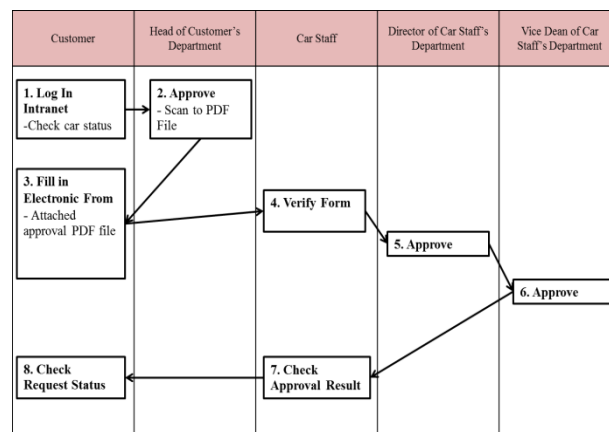 Customer
Head of Customer's
Department
Car Staff
Director of Car Staff's
Department
Vice Dean of Car
Staff's Department
1. Log In
Intranet
-Check car status
2. Approve
- Scan to PDF
File
3. Fill in
Electronic From
- Attached
approval PDF file
4. Verify Form
5. Approve
6. Approve
7. Check
Approval Result
8. Check
Request Status